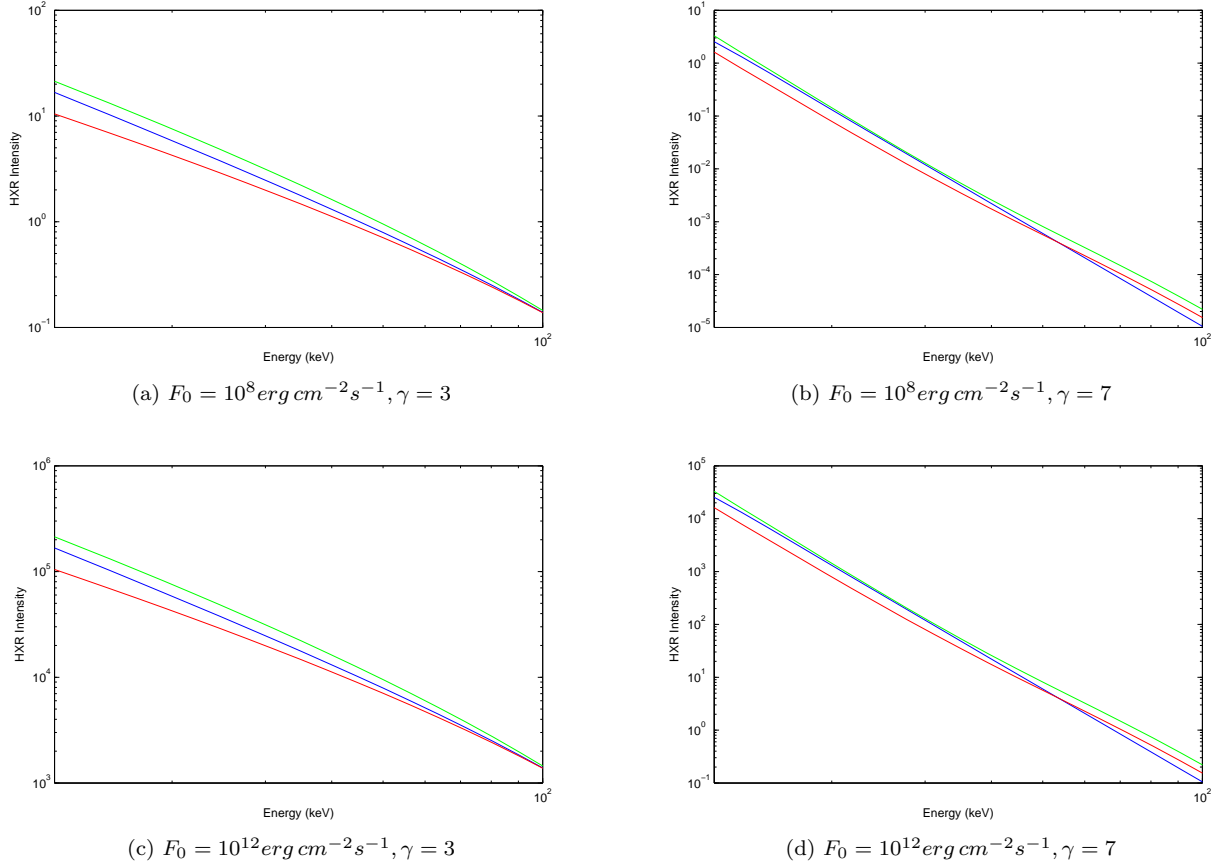 10^2
10^1
10^0
10^-1
HXR Intensity
10^2
Energy (keV)
(a) F_0 = 10^8 erg cm^-2 s^-1, γ = 3
10^1
10^0
10^-1
10^-2
10^-3
10^-4
10^-5
HXR Intensity
10^2
Energy (keV)
(b) F_0 = 10^8 erg cm^-2 s^-1, γ = 7
10^6
10^5
10^4
10^3
HXR Intensity
10^2
Energy (keV)
(c) F_0 = 10^12 erg cm^-2 s^-1, γ = 3
10^5
10^4
10^3
10^2
10^1
10^0
10^-1
HXR Intensity
10^2
Energy (keV)
(d) F_0 = 10^12 erg cm^-2 s^-1, γ = 7